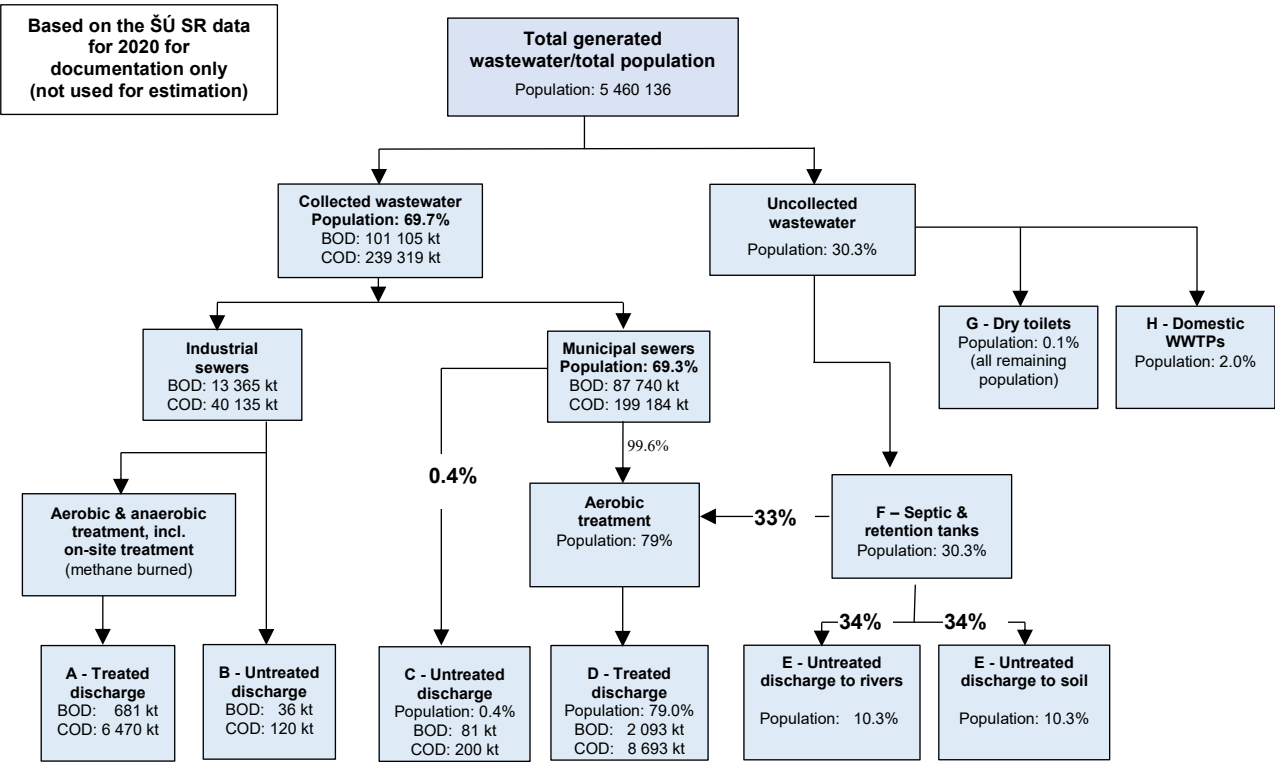 Based on the ŠÚ SR data
for 2020 for
documentation only
(not used for estimation)
Total generated
wastewater/total population
Population: 5 460 136
Collected wastewater
Population: 69.7%
BOD: 101 105 kt
COD: 239 319 kt
Uncollected
wastewater
Population: 30.3%
Industrial
sewers
BOD: 13 365 kt
COD: 40 135 kt
Municipal sewers
Population: 69.3%
BOD: 87 740 kt
COD: 199 184 kt
G - Dry toilets
Population: 0.1%
(all remaining
population)
H - Domestic
WWTPs
Population: 2.0%
99.6%
0.4%
Aerobic & anaerobic
treatment, incl.
on-site treatment
(methane burned)
Aerobic
treatment
Population: 79%
33%
F – Septic &
retention tanks
Population: 30.3%
34%
34%
A - Treated
discharge
BOD: 681 kt
COD: 6 470 kt
B - Untreated
discharge
BOD: 36 kt
COD: 120 kt
C - Untreated
discharge
Population: 0.4%
BOD: 81 kt
COD: 200 kt
D - Treated
discharge
Population: 79.0%
BOD: 2 093 kt
COD: 8 693 kt
E - Untreated
discharge to rivers
Population: 10.3%
E - Untreated
discharge to soil
Population: 10.3%